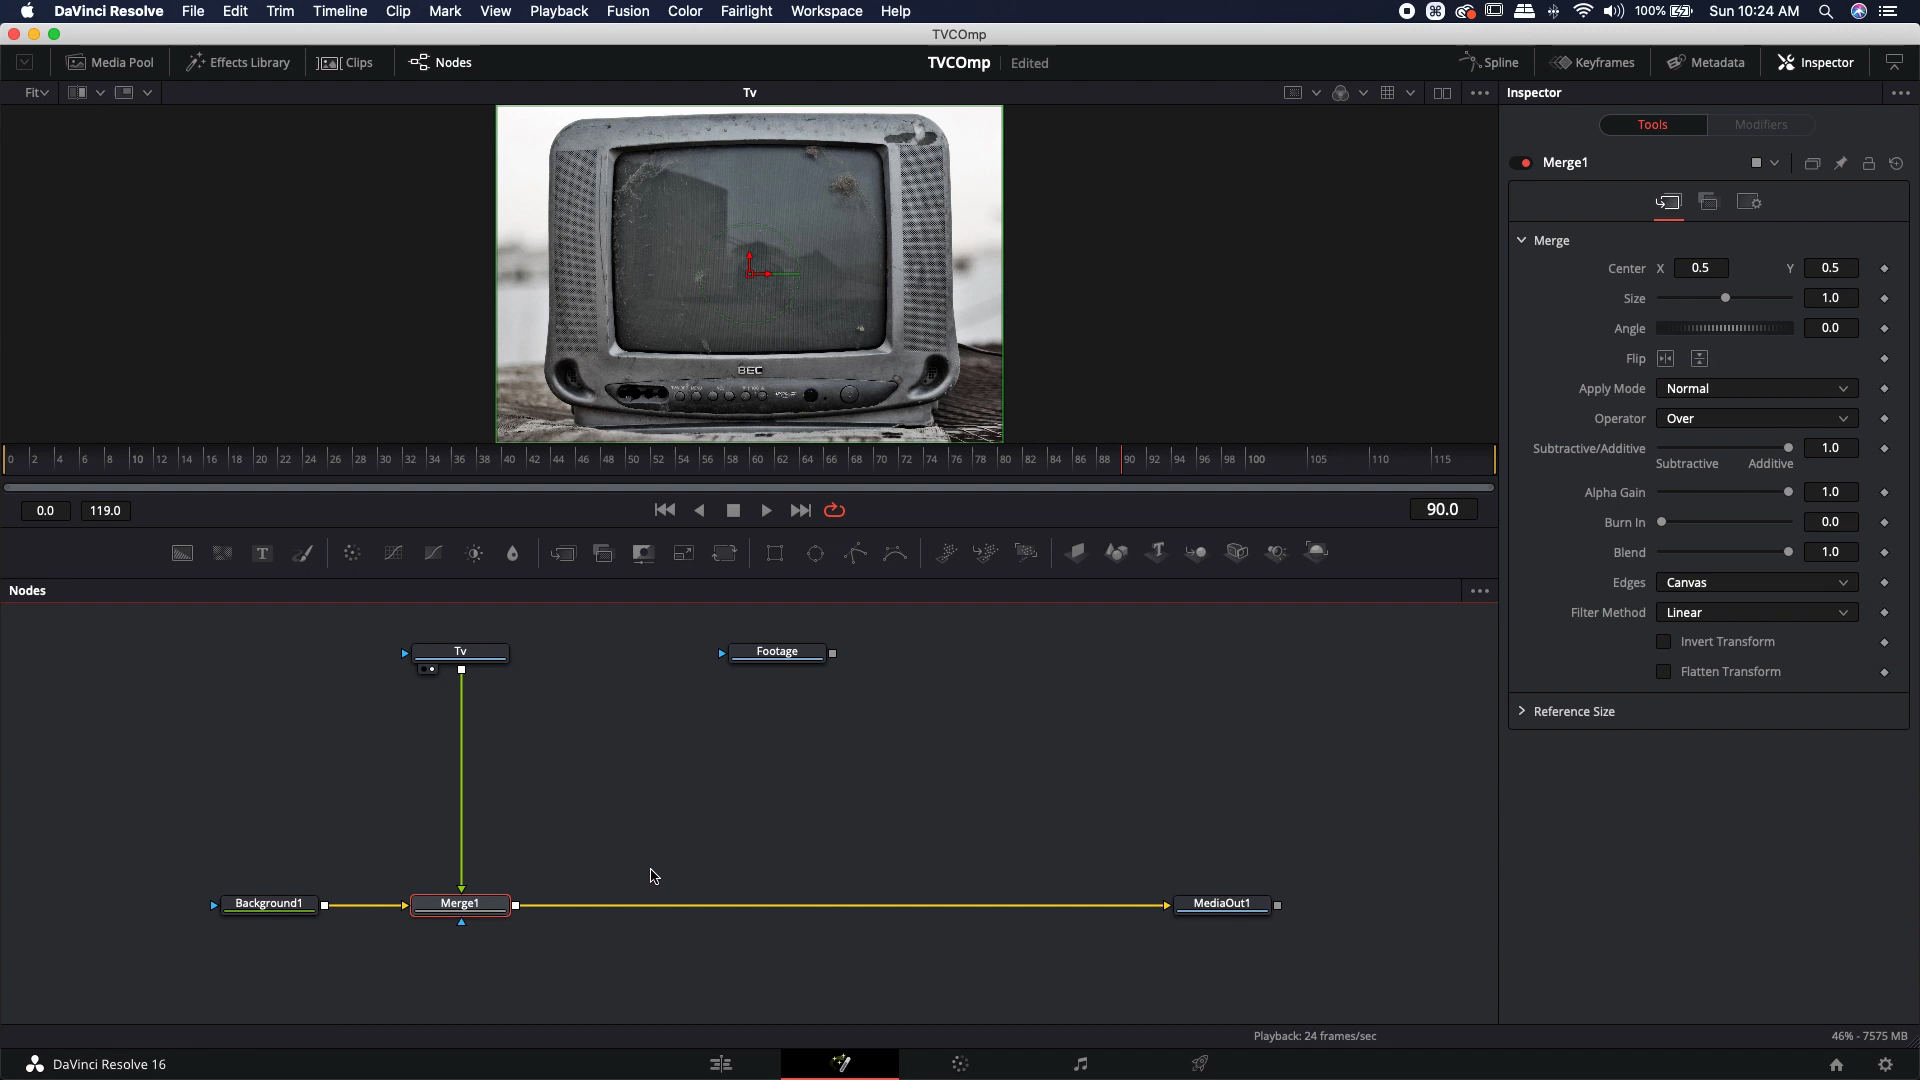 DaVinci Resolve File Edit Trim Timeline Clip Mark View Playback Fusion Color Fairlight Workspace Help 100% Sun 10:24 AM
TVCOmp
Media Pool Effects Library Clips Nodes TVCOmp Edited Spline Keyframes Metadata Inspector
Fit Tv Inspector
Tools Modifiers
Merge1
Merge
Center X 0.5 Y 0.5
Size 1.0
Angle 0.0
Flip
Apply Mode Normal
Operator Over
Subtractive/Additive 1.0
Subtractive Additive
Alpha Gain 1.0
Burn In 0.0
Blend 1.0
Edges Canvas
Filter Method Linear
Invert Transform
Flatten Transform
Reference Size
BEC
0 2 4 6 8 10 12 14 16 18 20 22 24 26 28 30 32 34 36 38 40 42 44 46 48 50 52 54 56 58 60 62 64 66 68 70 72 74 76 78 80 82 84 86 88 90 92 94 96 98 100 105 110 115
0.0 119.0 90.0
T
Nodes
Tv Footage
Background1 Merge1 MediaOut1
Playback: 24 frames/sec 46% - 7575 MB
DaVinci Resolve 16